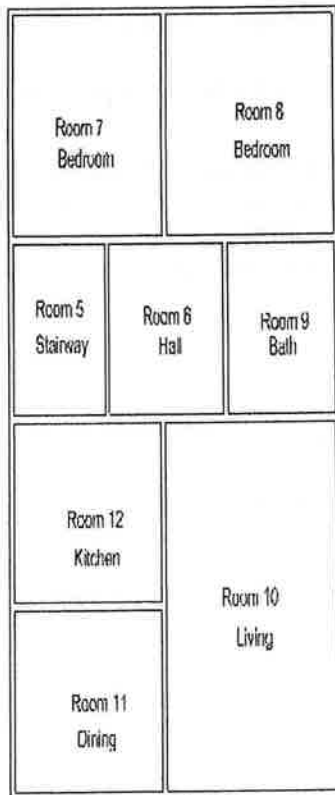 Room 7
Bedroom
Room 8
Bedroom
Room 5
Stairway
Room 6
Hall
Room 9
Bath
Room 12
Kitchen
Room 10
Living
Room 11
Dining